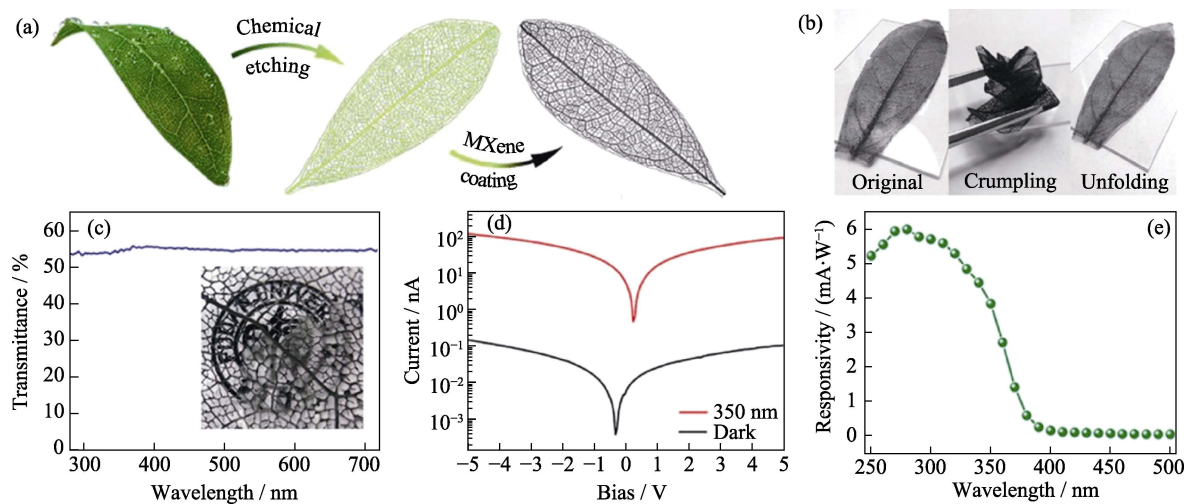 (a)
Chemical
etching
MXene
coating
(b)
Original
Crumpling
Unfolding
(c)
Transmittance / %
60
50
40
30
20
10
0
300
400
500
600
700
Wavelength / nm
(d)
Current / nA
10²
10¹
10⁰
10⁻¹
10⁻²
10⁻³
350 nm
Dark
−5
−4
−3
−2
−1
0
1
2
3
4
5
Bias / V
(e)
Responsivity / (mA·W⁻¹)
6
5
4
3
2
1
0
250
300
350
400
450
500
Wavelength / nm